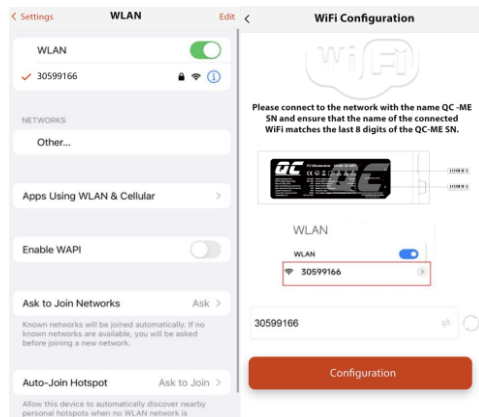 Settings
WLAN
Edit
WLAN
30599166
NETWORKS
Other...
Apps Using WLAN & Cellular
Enable WAPI
Ask to Join Networks
Ask
Known networks will be joined automatically. If no
known networks are available, you will be asked
before joining a new network.
Auto-Join Hotspot
Ask to Join
Allow this device to automatically discover nearby
personal hotspots when no WLAN network is
WiFi Configuration
WiFi
Please connect to the network with the name QC -ME
SN and ensure that the name of the connected
WiFi matches the last 8 digits of the QC-ME SN.
QC
QC
WLAN
WLAN
30599166
30599166
Configuration